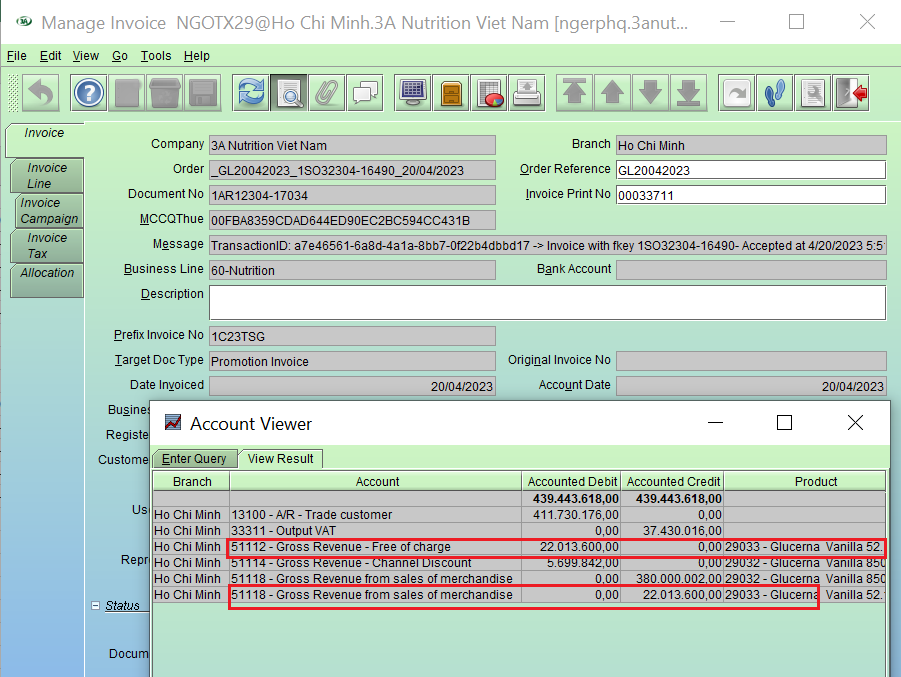 Manage Invoice NGOTX29@Ho Chi Minh.3A Nutrition Viet Nam [ngerphq.3anut...
File Edit View Go Tools Help
Invoice
Invoice Line
Invoice Campaign
Invoice Tax
Allocation
Company 3A Nutrition Viet Nam Branch Ho Chi Minh
Order _GL20042023_1SO32304-16490_20/04/2023 Order Reference GL20042023
Document No 1AR12304-17034 Invoice Print No 00033711
MCCQThue 00FBA8359CDAD644ED90EC2BC594CC431B
Message TransactionID: a7e46561-6a8d-4a1a-8bb7-0f22b4dbbd17 -> Invoice with fkey 1SO32304-16490- Accepted at 4/20/2023 5:5
Business Line 60-Nutrition Bank Account
Description
Prefix Invoice No 1C23TSG
Target Doc Type Promotion Invoice Original Invoice No
Date Invoiced 20/04/2023 Account Date 20/04/2023
Busine
Registe
Custome
Us
Repr
Status
Docum
Account Viewer
Enter Query View Result
Branch Account Accounted Debit Accounted Credit Product
439.443.618,00 439.443.618,00
Ho Chi Minh 13100 - A/R - Trade customer 411.730.176,00 0,00
Ho Chi Minh 33311 - Output VAT 0,00 37.430.016,00
Ho Chi Minh 51112 - Gross Revenue - Free of charge 22.013.600,00 0,00 29033 - Glucerna Vanilla 52.
Ho Chi Minh 51114 - Gross Revenue - Channel Discount 5.699.842,00 0,00 29032 - Glucerna Vanilla 850
Ho Chi Minh 51118 - Gross Revenue from sales of merchandise 0,00 380.000.002,00 29032 - Glucerna Vanilla 850
Ho Chi Minh 51118 - Gross Revenue from sales of merchandise 0,00 22.013.600,00 29033 - Glucerna Vanilla 52.